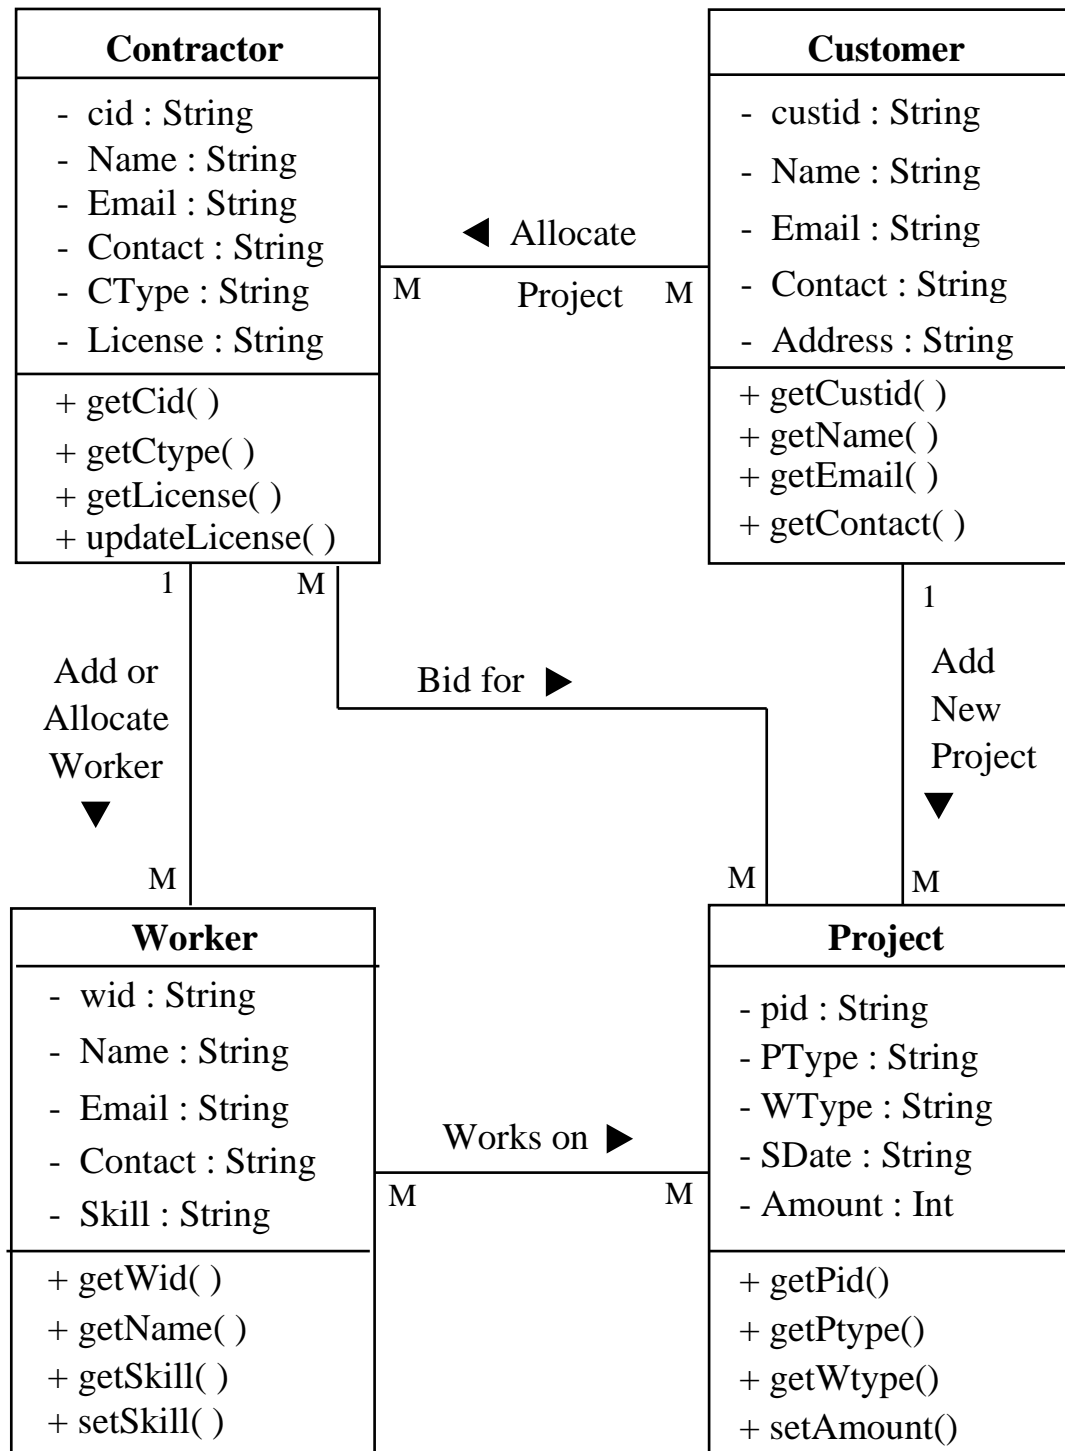 Contractor
- cid : String
- Name : String
- Email : String
- Contact : String
- CType : String
- License : String
+ getCid( )
+ getCtype( )
+ getLicense( )
+ updateLicense( )
Customer
- custid : String
- Name : String
- Email : String
- Contact : String
- Address : String
+ getCustid( )
+ getName( )
+ getEmail( )
+ getContact( )
◀ Allocate
Project
M
M
1
M
Add or
Allocate
Worker
▼
M
Bid for ▶
M
1
Add
New
Project
▼
M
Worker
- wid : String
- Name : String
- Email : String
- Contact : String
- Skill : String
+ getWid( )
+ getName( )
+ getSkill( )
+ setSkill( )
Works on ▶
M
M
Project
- pid : String
- PType : String
- WType : String
- SDate : String
- Amount : Int
+ getPid()
+ getPtype()
+ getWtype()
+ setAmount()